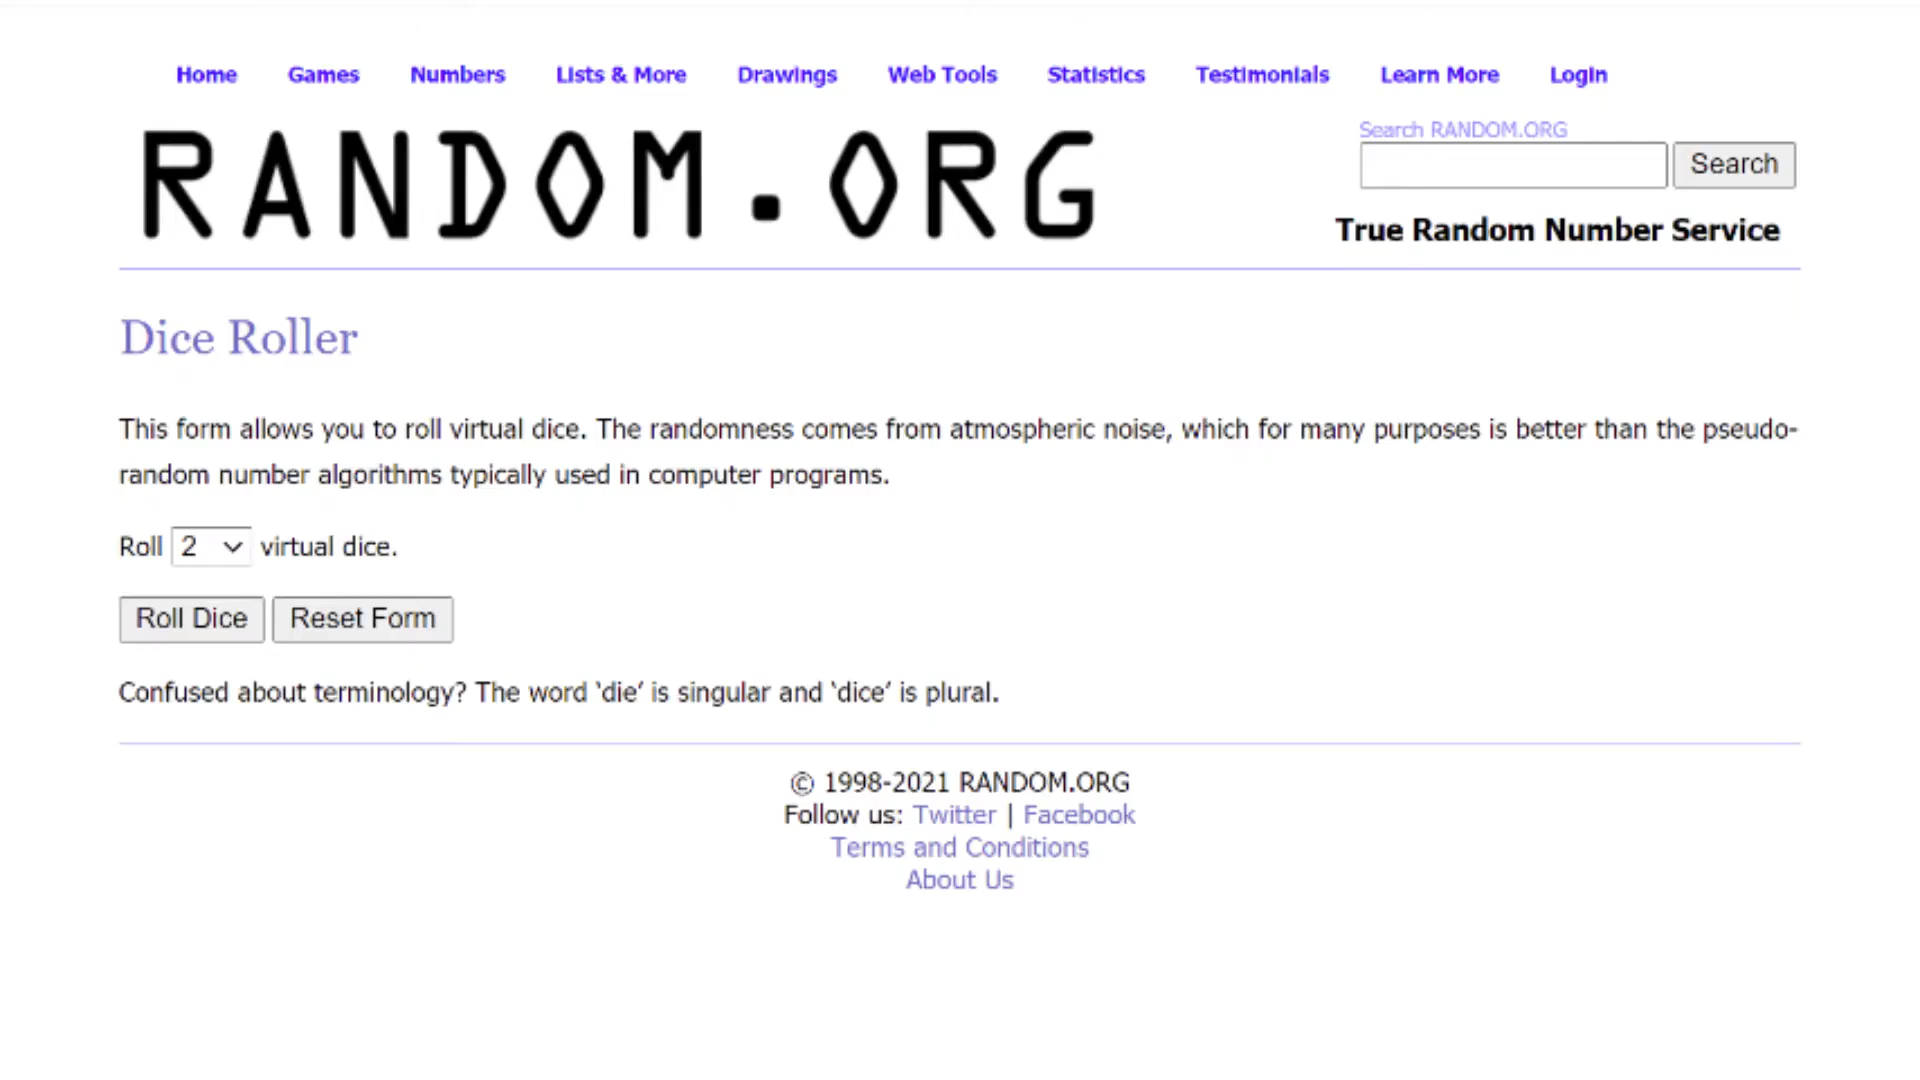 Home Games Numbers Lists & More Drawings Web Tools Statistics Testimonials Learn More Login
RANDOM.ORG
Search RANDOM.ORG
Search
True Random Number Service
Dice Roller
This form allows you to roll virtual dice. The randomness comes from atmospheric noise, which for many purposes is better than the pseudo-
random number algorithms typically used in computer programs.
Roll 2 virtual dice.
Roll Dice Reset Form
Confused about terminology? The word ‘die’ is singular and ‘dice’ is plural.
© 1998-2021 RANDOM.ORG
Follow us: Twitter | Facebook
Terms and Conditions
About Us